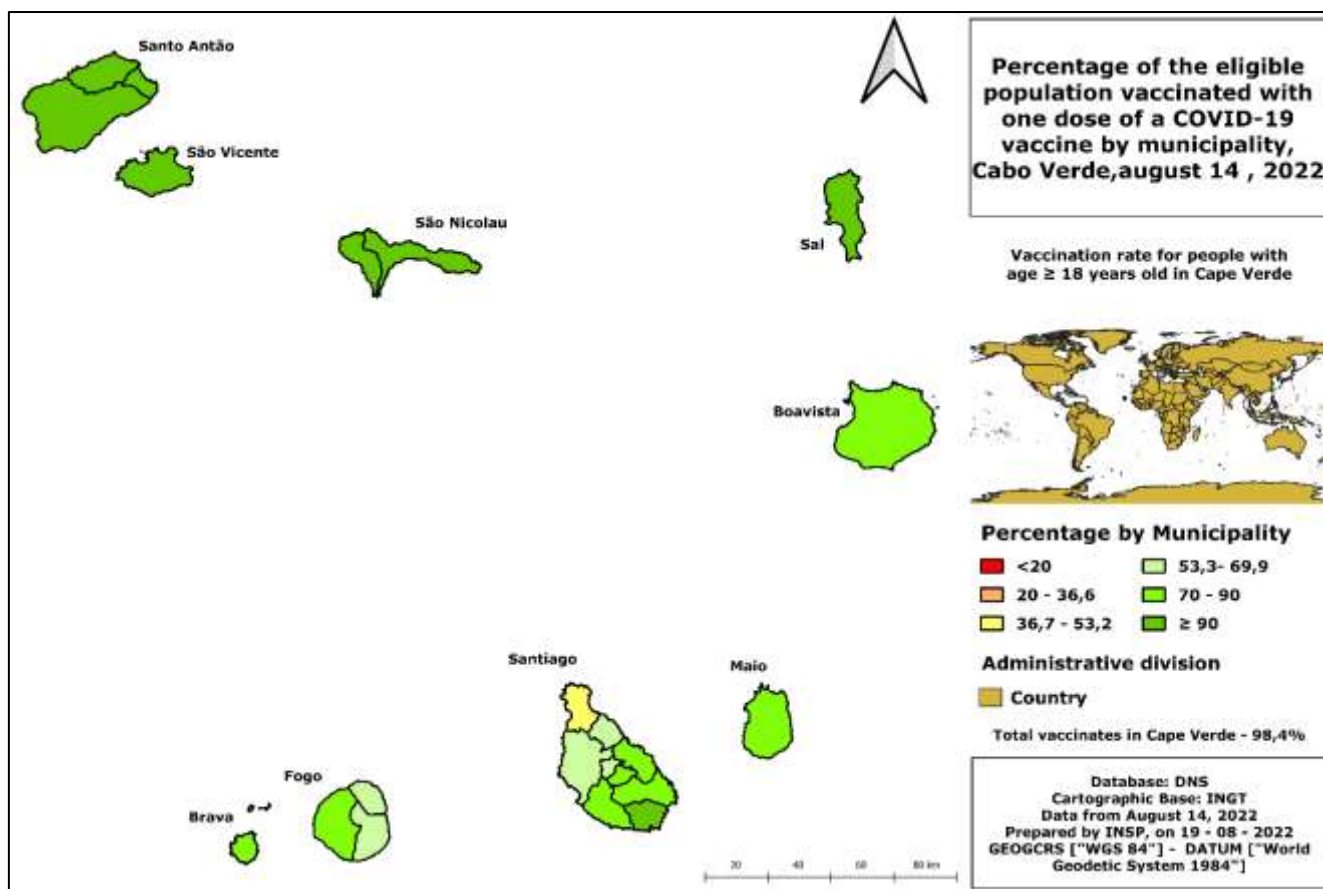 Santo Antão
São Vicente
São Nicolau
Sal
Boavista
Santiago
Maio
Fogo
Brava
Percentage of the eligible
population vaccinated with
one dose of a COVID-19
vaccine by municipality,
Cabo Verde,august 14 , 2022
Vaccination rate for people with
age ≥ 18 years old in Cape Verde
Percentage by Municipality
<20
20 - 36,6
36,7 - 53,2
53,3- 69,9
70 - 90
≥ 90
Administrative division
Country
Total vaccinates in Cape Verde - 98,4%
Database: DNS
Cartographic Base: INGT
Data from August 14, 2022
Prepared by INSP, on 19 - 08 - 2022
GEOGCRS ["WGS 84"] - DATUM ["World
Geodetic System 1984"]
20 40 60 80 km